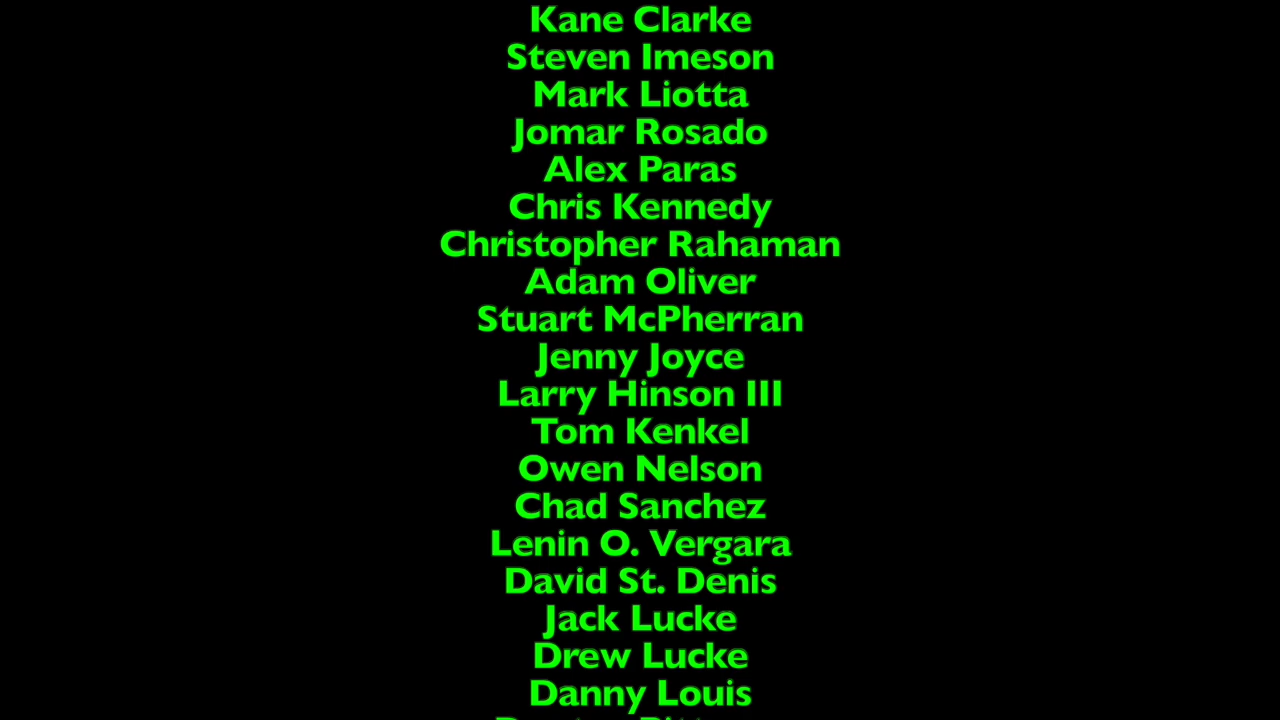 Kane Clarke
Steven Imeson
Mark Liotta
Jomar Rosado
Alex Paras
Chris Kennedy
Christopher Rahaman
Adam Oliver
Stuart McPherran
Jenny Joyce
Larry Hinson III
Tom Kenkel
Owen Nelson
Chad Sanchez
Lenin O. Vergara
David St. Denis
Jack Lucke
Drew Lucke
Danny Louis